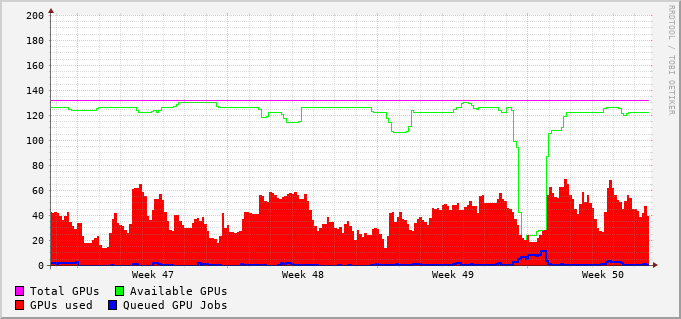 RRDTOOL / TOBI OETIKER
200
180
160
140
120
100
80
60
40
20
0
Week 47 Week 48 Week 49 Week 50
Total GPUs Available GPUs
GPUs used Queued GPU Jobs